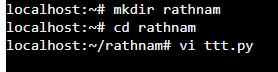 localhost:~# mkdir rathnam
localhost:~# cd rathnam
localhost:~/rathnam# vi ttt.py